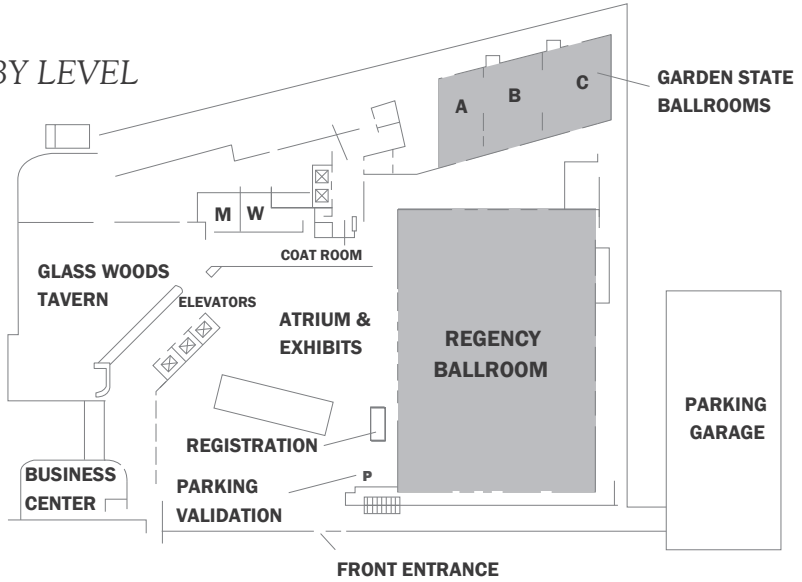 BY LEVEL
GARDEN STATE
BALLROOMS
A
B
C
M
W
COAT ROOM
GLASS WOODS
TAVERN
ELEVATORS
ATRIUM &
EXHIBITS
REGENCY
BALLROOM
PARKING
GARAGE
REGISTRATION
P
BUSINESS
CENTER
PARKING
VALIDATION
FRONT ENTRANCE